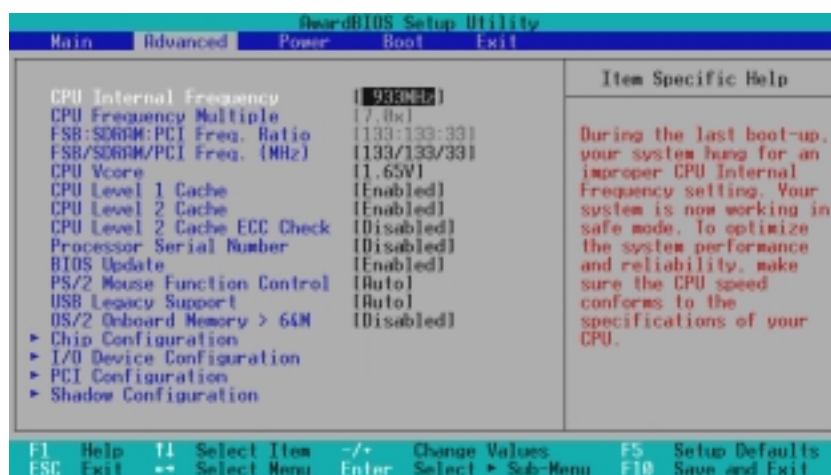 AwardBIOS Setup Utility
Main Advanced Power Boot Exit
CPU Internal Frequency [ 933MHz]
CPU Frequency Multiple [7.0x]
FSB:SDRAM:PCI Freq. Ratio [133:133:33]
FSB/SDRAM/PCI Freq. (MHz) [133/133/33]
CPU Vcore [1.65V]
CPU Level 1 Cache [Enabled]
CPU Level 2 Cache [Enabled]
CPU Level 2 Cache ECC Check [Disabled]
Processor Serial Number [Disabled]
BIOS Update [Enabled]
PS/2 Mouse Function Control [Auto]
USB Legacy Support [Auto]
OS/2 Onboard Memory > 64M [Disabled]
► Chip Configuration
► I/O Device Configuration
► PCI Configuration
► Shadow Configuration
Item Specific Help
During the last boot-up,
your system hung for an
improper CPU Internal
Frequency setting. Your
system is now working in
safe mode. To optimize
the system performance
and reliability, make
sure the CPU speed
conforms to the
specifications of your
CPU.
F1 Help ↑↓ Select Item -/+ Change Values F5 Setup Defaults
ESC Exit ←→ Select Menu Enter Select ► Sub-Menu F10 Save and Exit